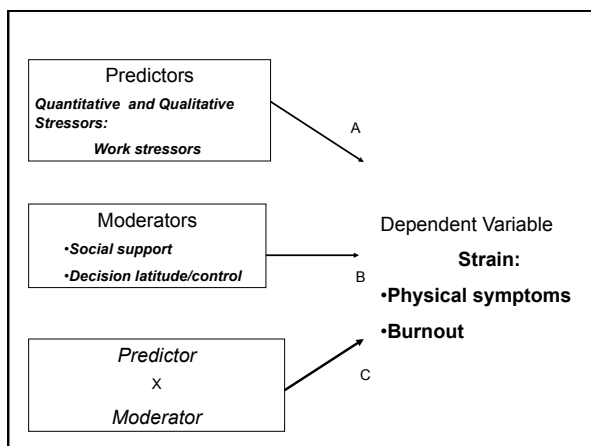 Predictors
Quantitative and Qualitative
Stressors:
Work stressors
A
Moderators
•Social support
•Decision latitude/control
B
Dependent Variable
Strain:
•Physical symptoms
•Burnout
Predictor
X
Moderator
C